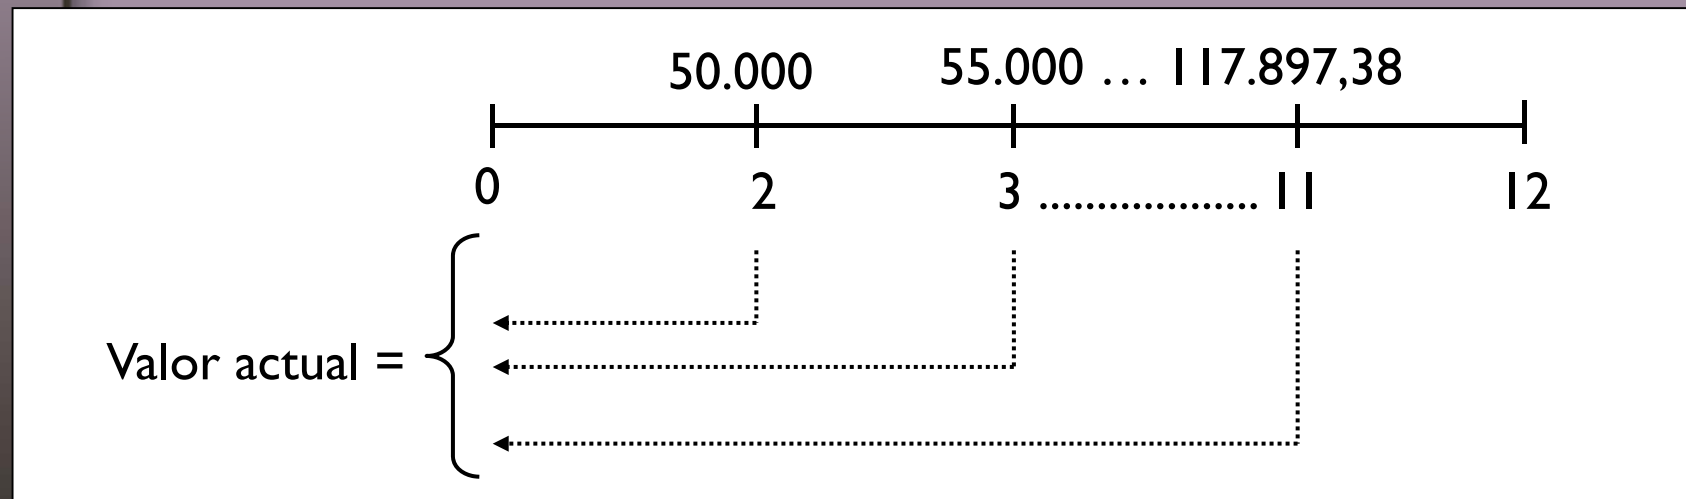 50.000 55.000 … 117.897,38
0 2 3 ................... 11 12
Valor actual =